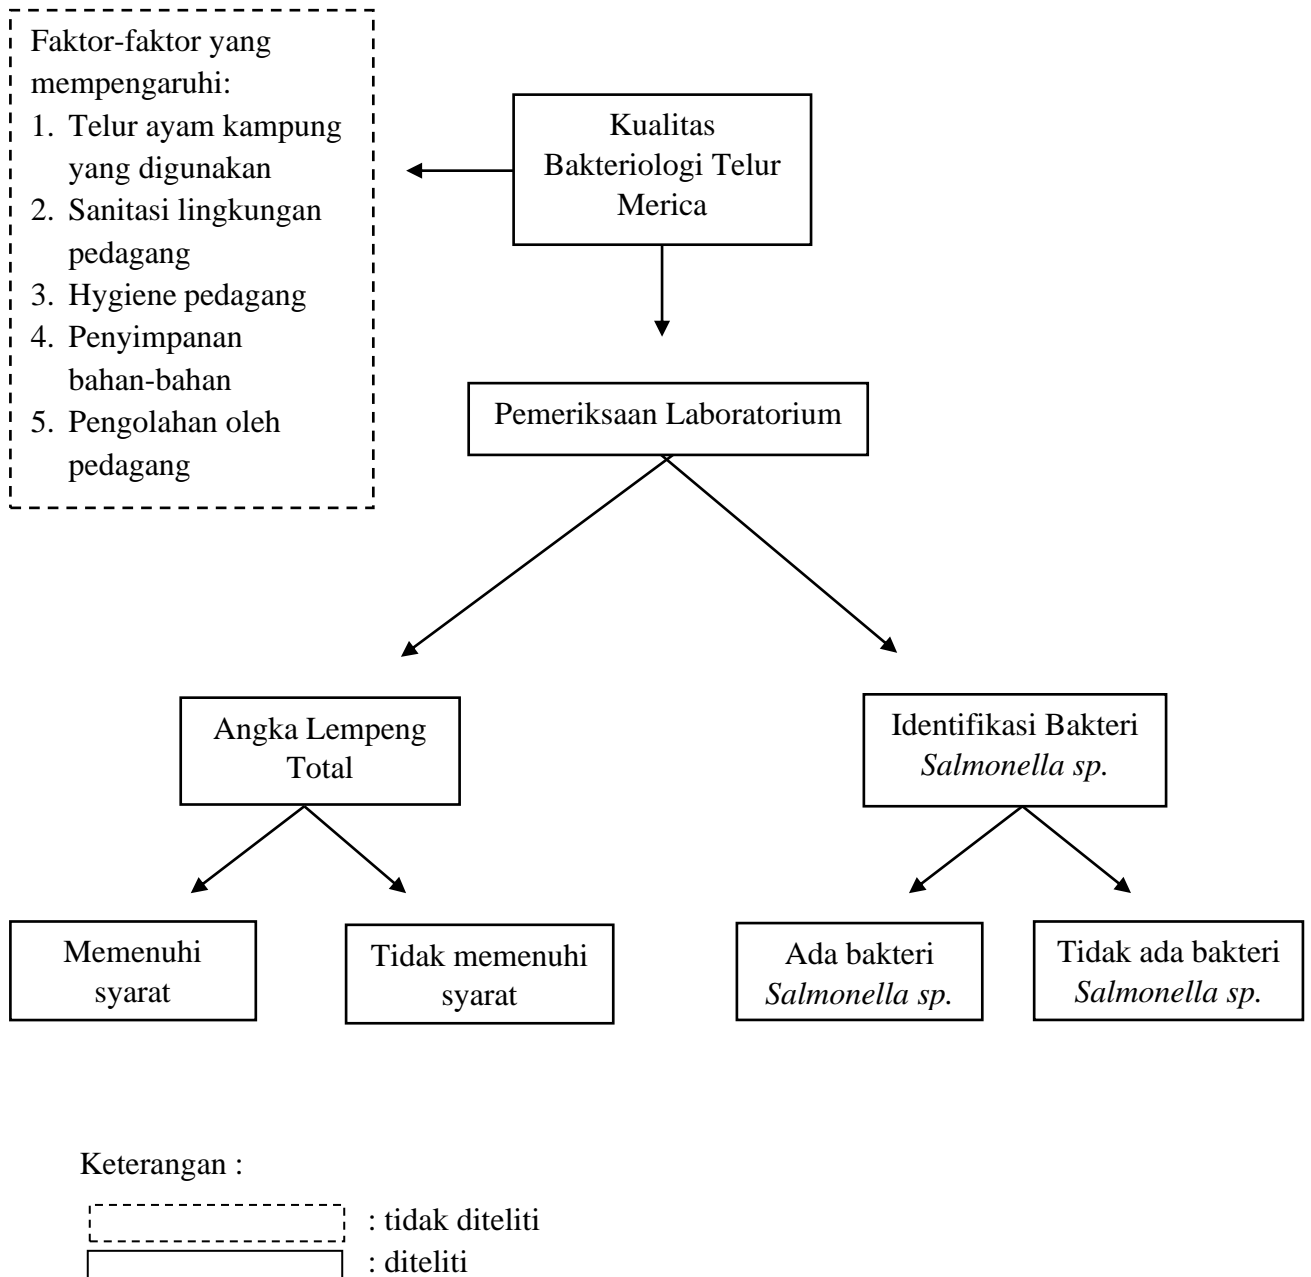 Faktor-faktor yang
mempengaruhi:
1. Telur ayam kampung
yang digunakan
2. Sanitasi lingkungan
pedagang
3. Hygiene pedagang
4. Penyimpanan
bahan-bahan
5. Pengolahan oleh
pedagang
Kualitas
Bakteriologi Telur
Merica
Pemeriksaan Laboratorium
Angka Lempeng
Total
Identifikasi Bakteri
Salmonella sp.
Memenuhi
syarat
Tidak memenuhi
syarat
Ada bakteri
Salmonella sp.
Tidak ada bakteri
Salmonella sp.
Keterangan :
: tidak diteliti
: diteliti